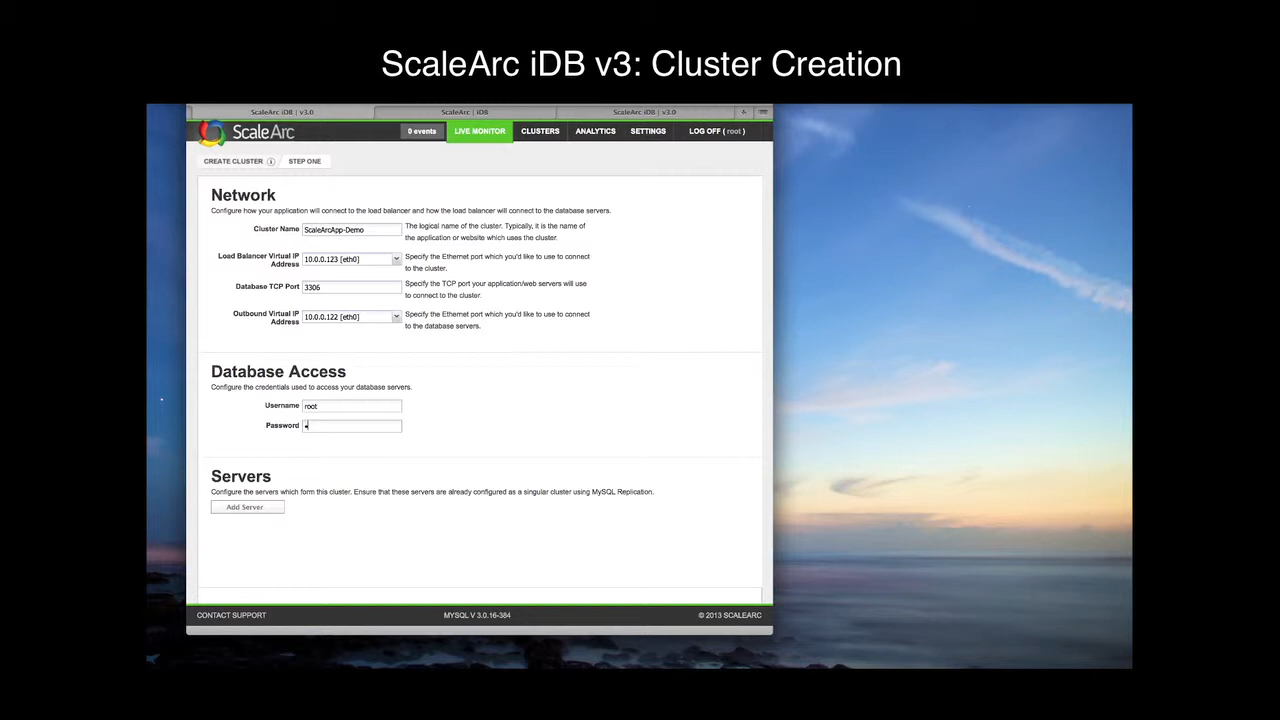 ScaleArc iDB v3: Cluster Creation
ScaleArc iDB | v3.0
ScaleArc | iDB
ScaleArc iDB | v3.0
ScaleArc
0 events
LIVE MONITOR
CLUSTERS
ANALYTICS
SETTINGS
LOG OFF ( root )
CREATE CLUSTER
STEP ONE
Network
Configure how your application will connect to the load balancer and how the load balancer will connect to the database servers.
Cluster Name
ScaleArcApp-Demo
The logical name of the cluster. Typically, it is the name of
the application or website which uses the cluster.
Load Balancer Virtual IP
Address
10.0.0.123 [eth0]
Specify the Ethernet port which you'd like to use to connect
to the cluster.
Database TCP Port
3306
Specify the TCP port your application/web servers will use
to connect to the cluster.
Outbound Virtual IP
Address
10.0.0.122 [eth0]
Specify the Ethernet port which you'd like to use to connect
to the database servers.
Database Access
Configure the credentials used to access your database servers.
Username
root
Password
Servers
Configure the servers which form this cluster. Ensure that these servers are already configured as a singular cluster using MySQL Replication.
Add Server
CONTACT SUPPORT
MYSQL V 3.0.16-384
© 2013 SCALEARC